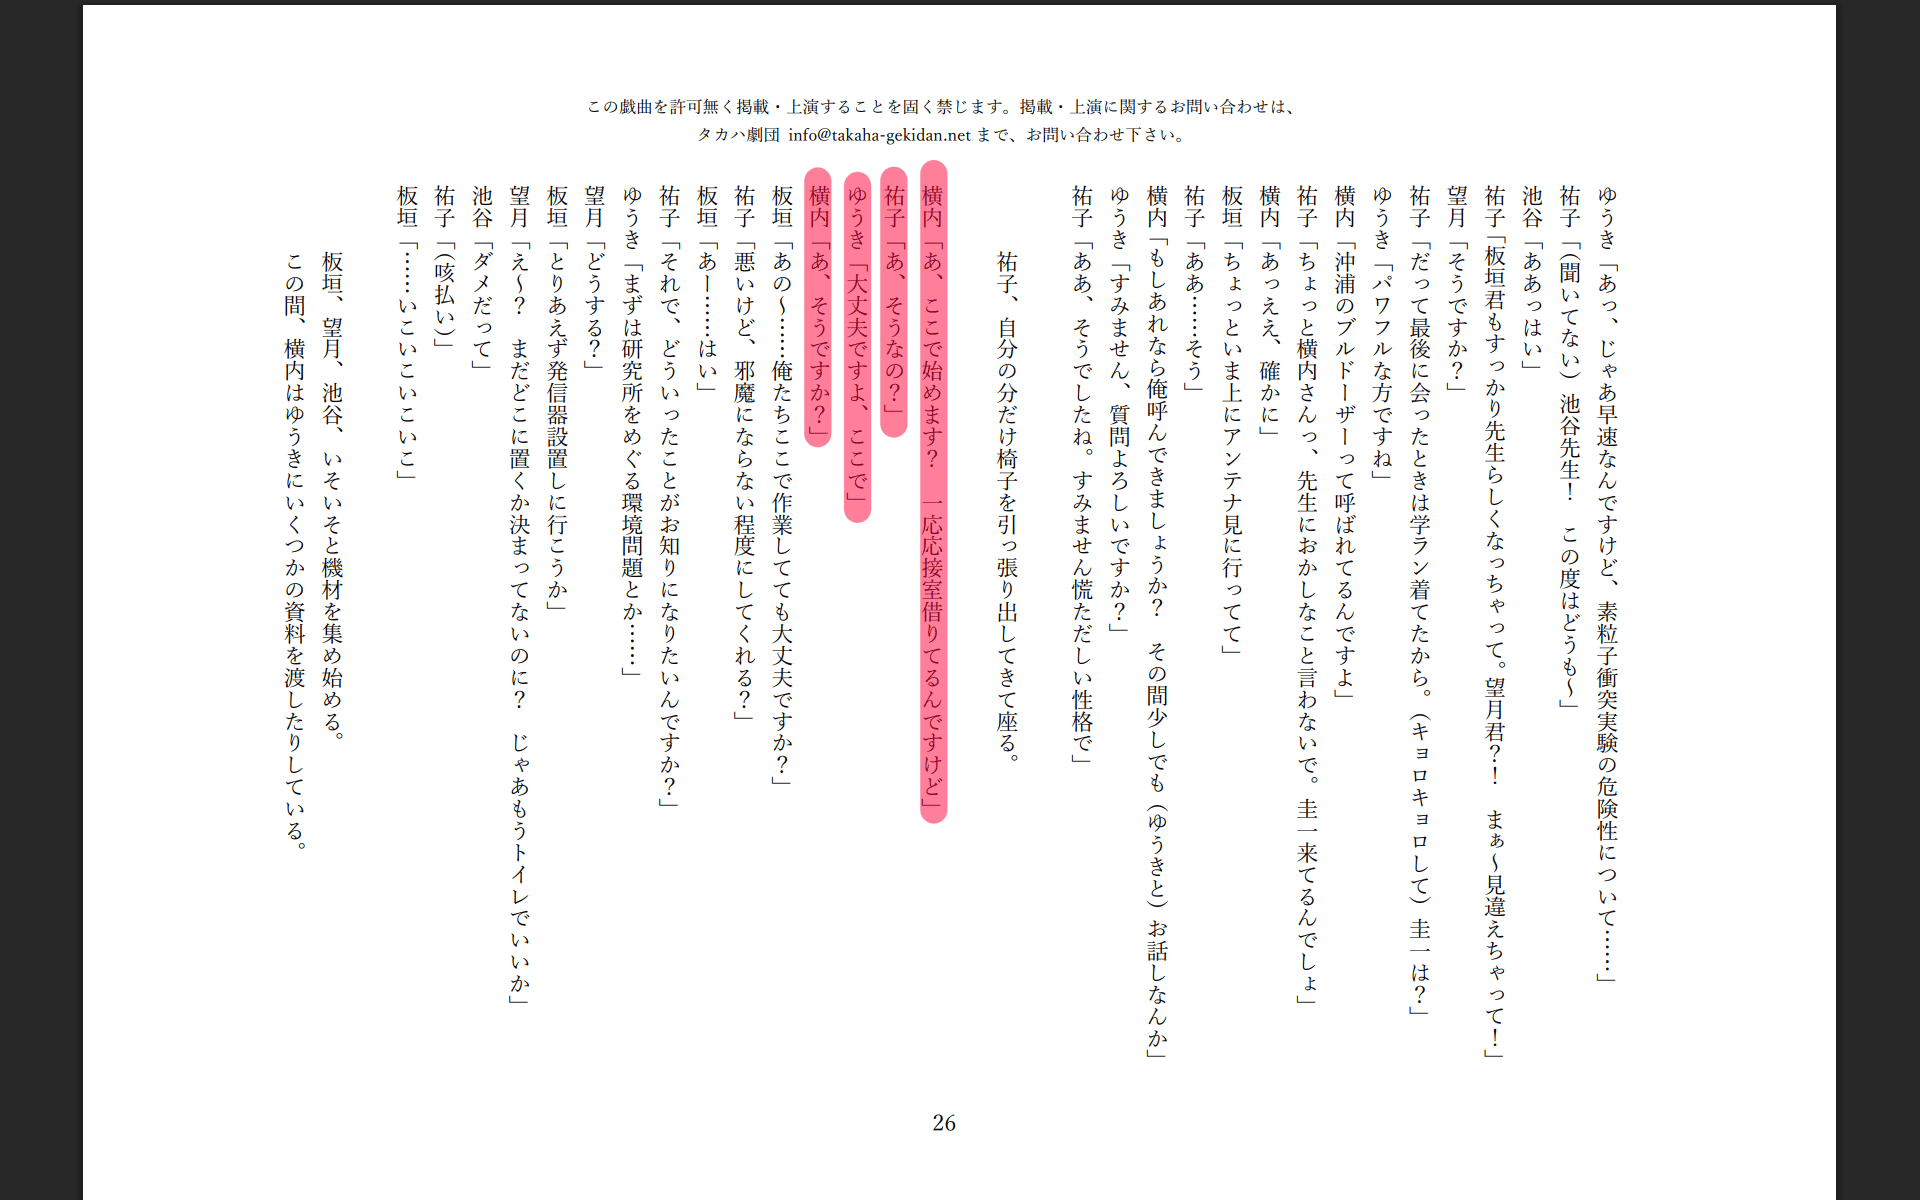 この戯曲を許可無く掲載・上演することを固く禁じます。掲載・上演に関するお問い合わせは、
タカハ劇団 info@takaha-gekidan.net まで、お問い合わせ下さい。
ゆうき「あっ、じゃあ早速なんですけど、素粒子衝突実験の危険性について……」
祐子「(聞いてない)池谷先生！　この度はどうも〜」
池谷「ああっはい」
祐子「板垣君もすっかり先生らしくなっちゃって。望月君？！　まぁ〜見違えちゃって！」
望月「そうですか？」
祐子「だって最後に会ったときは学ラン着てたから。(キョロキョロして)圭一は？」
ゆうき「パワフルな方ですね」
横内「沖浦のブルドーザーって呼ばれてるんですよ」
祐子「ちょっと横内さんっ、先生におかしなこと言わないで。圭一来てるんでしょ」
横内「あっええ、確かに」
板垣「ちょっといま上にアンテナ見に行ってて」
祐子「ああ……そう」
横内「もしあれなら俺呼んできましょうか？　その間少しでも(ゆうきと)お話しなんか」
ゆうき「すみません、質問よろしいですか？」
祐子「ああ、そうでしたね。すみません慌ただしい性格で」
祐子、自分の分だけ椅子を引っ張り出してきて座る。
横内「あ、ここで始めます？　一応応接室借りてるんですけど」
祐子「あ、そうなの？」
ゆうき「大丈夫ですよ、ここで」
横内「あ、そうですか？」
板垣「あの〜……俺たちここで作業してても大丈夫ですか？」
祐子「悪いけど、邪魔にならない程度にしてくれる？」
板垣「あー……はい」
祐子「それで、どういったことがお知りになりたいんですか？」
ゆうき「まずは研究所をめぐる環境問題とか……」
望月「どうする？」
板垣「とりあえず発信器設置しに行こうか」
望月「え〜？　まだどこに置くか決まってないのに？　じゃあもうトイレでいいか」
池谷「ダメだって」
祐子「(咳払い)」
板垣「……いこいこいこいこ」
板垣、望月、池谷、いそいそと機材を集め始める。
この間、横内はゆうきにいくつかの資料を渡したりしている。
26